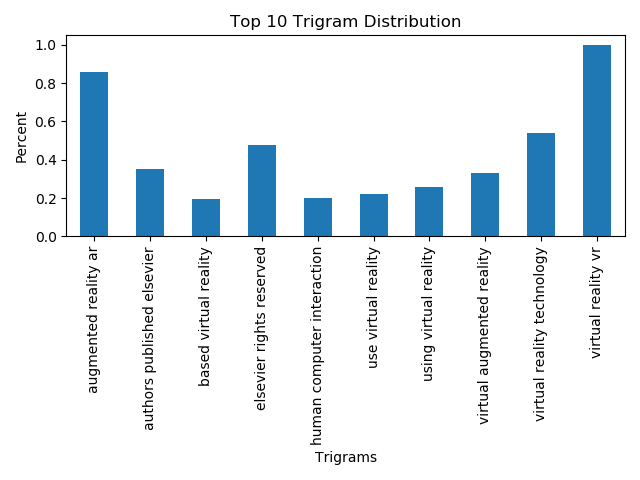 Top 10 Trigram Distribution
Percent
1.0
0.8
0.6
0.4
0.2
0.0
augmented reality ar
authors published elsevier
based virtual reality
elsevier rights reserved
human computer interaction
use virtual reality
using virtual reality
virtual augmented reality
virtual reality technology
virtual reality vr
Trigrams